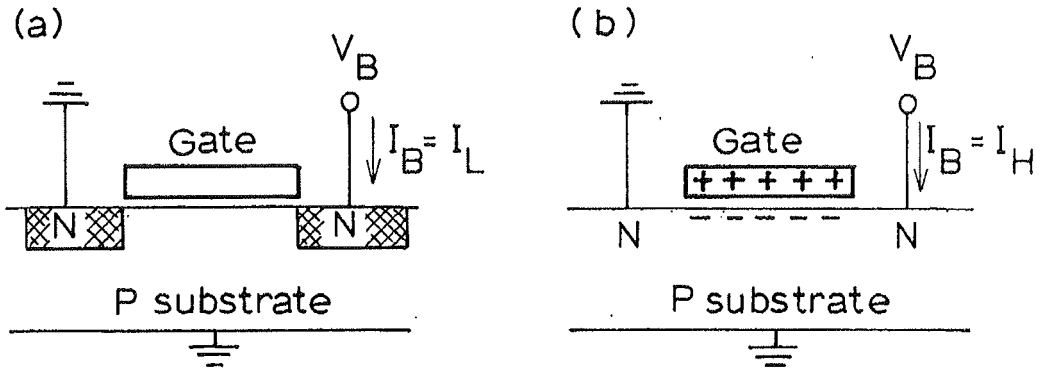 (a)
V_B
Gate
I_B = I_L
N N
P substrate
(b)
V_B
Gate
I_B = I_H
+ + + + +
N N
P substrate